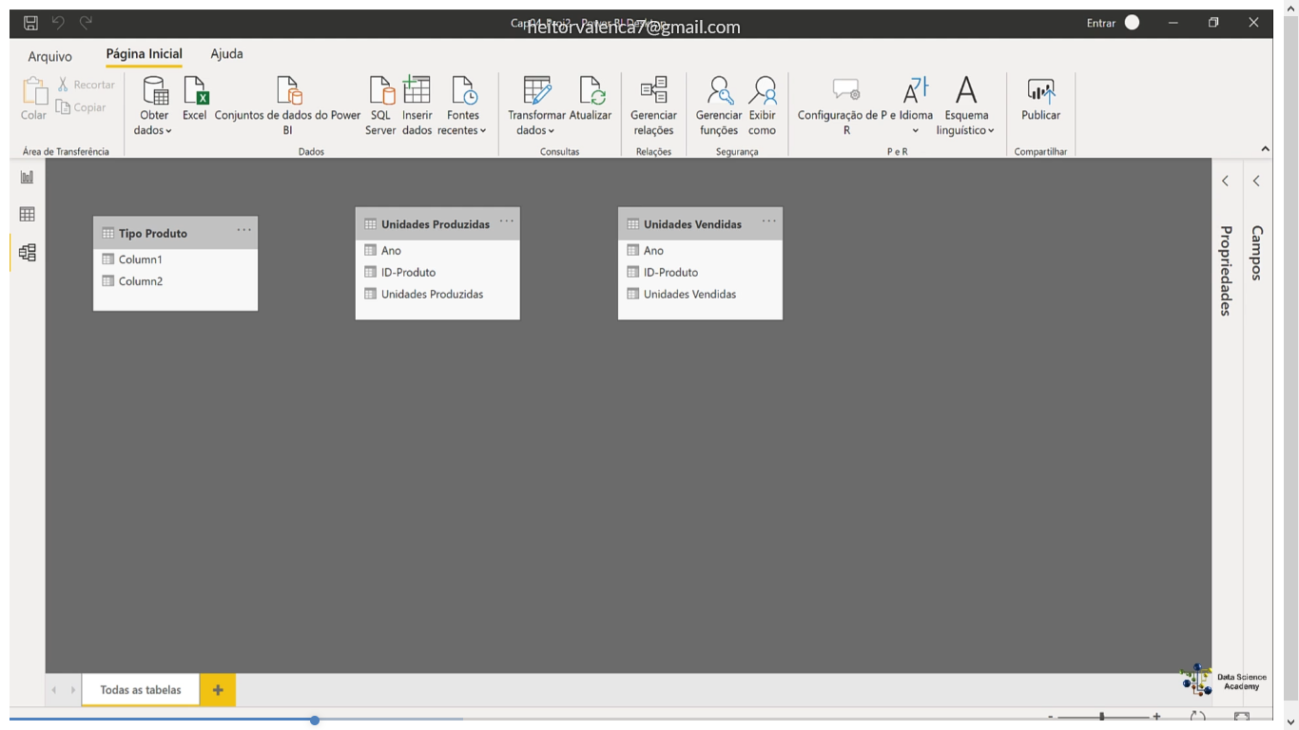 heitorvalenca7@gmail.com
Entrar
Arquivo
Página Inicial
Ajuda
Colar
Recortar
Copiar
Obter dados
Excel
Conjuntos de dados do Power BI
SQL Server
Inserir dados
Fontes recentes
Transformar dados
Atualizar
Gerenciar relações
Gerenciar funções
Exibir como
Configuração de P e R
Idioma
Esquema linguístico
Publicar
Área de Transferência
Dados
Consultas
Relações
Segurança
P e R
Compartilhar
Tipo Produto
Column1
Column2
Unidades Produzidas
Ano
ID-Produto
Unidades Produzidas
Unidades Vendidas
Ano
ID-Produto
Unidades Vendidas
Propriedades
Campos
Todas as tabelas
Data Science
Academy